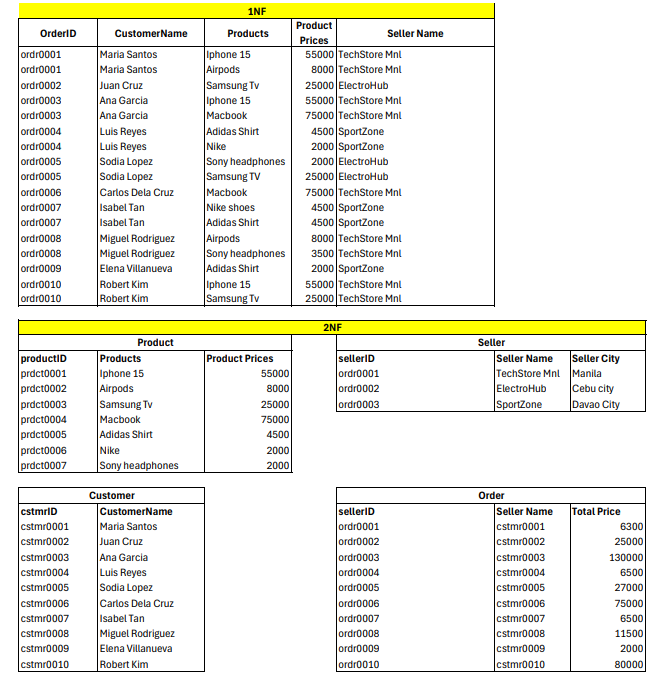 1NF
OrderID CustomerName Products Product Prices Seller Name
ordr0001 Maria Santos Iphone 15 55000 TechStore Mnl
ordr0001 Maria Santos Airpods 8000 TechStore Mnl
ordr0002 Juan Cruz Samsung Tv 25000 ElectroHub
ordr0003 Ana Garcia Iphone 15 55000 TechStore Mnl
ordr0003 Ana Garcia Macbook 75000 TechStore Mnl
ordr0004 Luis Reyes Adidas Shirt 4500 SportZone
ordr0004 Luis Reyes Nike 2000 SportZone
ordr0005 Sodia Lopez Sony headphones 2000 ElectroHub
ordr0005 Sodia Lopez Samsung TV 25000 ElectroHub
ordr0006 Carlos Dela Cruz Macbook 75000 TechStore Mnl
ordr0007 Isabel Tan Nike shoes 4500 SportZone
ordr0007 Isabel Tan Adidas Shirt 4500 SportZone
ordr0008 Miguel Rodriguez Airpods 8000 TechStore Mnl
ordr0008 Miguel Rodriguez Sony headphones 3500 TechStore Mnl
ordr0009 Elena Villanueva Adidas Shirt 2000 SportZone
ordr0010 Robert Kim Iphone 15 55000 TechStore Mnl
ordr0010 Robert Kim Samsung Tv 25000 TechStore Mnl
2NF
Product
productID Products Product Prices
prdct0001 Iphone 15 55000
prdct0002 Airpods 8000
prdct0003 Samsung Tv 25000
prdct0004 Macbook 75000
prdct0005 Adidas Shirt 4500
prdct0006 Nike 2000
prdct0007 Sony headphones 2000
Seller
sellerID Seller Name Seller City
ordr0001 TechStore Mnl Manila
ordr0002 ElectroHub Cebu city
ordr0003 SportZone Davao City
Customer
cstmrID CustomerName
cstmr0001 Maria Santos
cstmr0002 Juan Cruz
cstmr0003 Ana Garcia
cstmr0004 Luis Reyes
cstmr0005 Sodia Lopez
cstmr0006 Carlos Dela Cruz
cstmr0007 Isabel Tan
cstmr0008 Miguel Rodriguez
cstmr0009 Elena Villanueva
cstmr0010 Robert Kim
Order
sellerID Seller Name Total Price
ordr0001 cstmr0001 6300
ordr0002 cstmr0002 25000
ordr0003 cstmr0003 130000
ordr0004 cstmr0004 6500
ordr0005 cstmr0005 27000
ordr0006 cstmr0006 75000
ordr0007 cstmr0007 6500
ordr0008 cstmr0008 11500
ordr0009 cstmr0009 2000
ordr0010 cstmr0010 80000